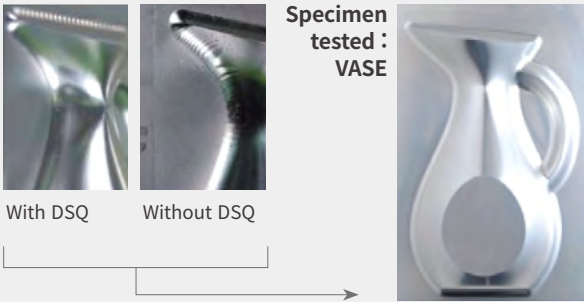 Specimen
tested :
VASE
With DSQ
Without DSQ